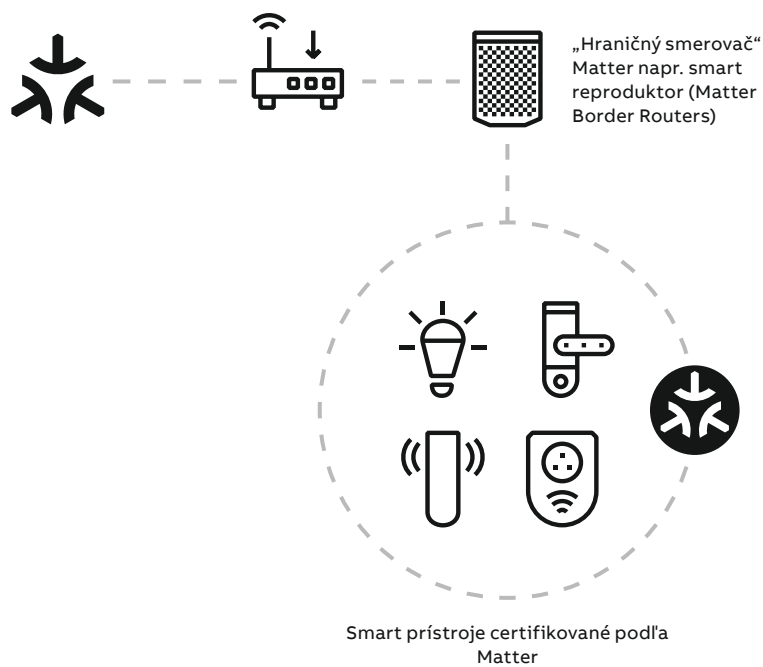 „Hraničný smerovač“
Matter napr. smart
reproduktor (Matter
Border Routers)
Smart prístroje certifikované podľa
Matter